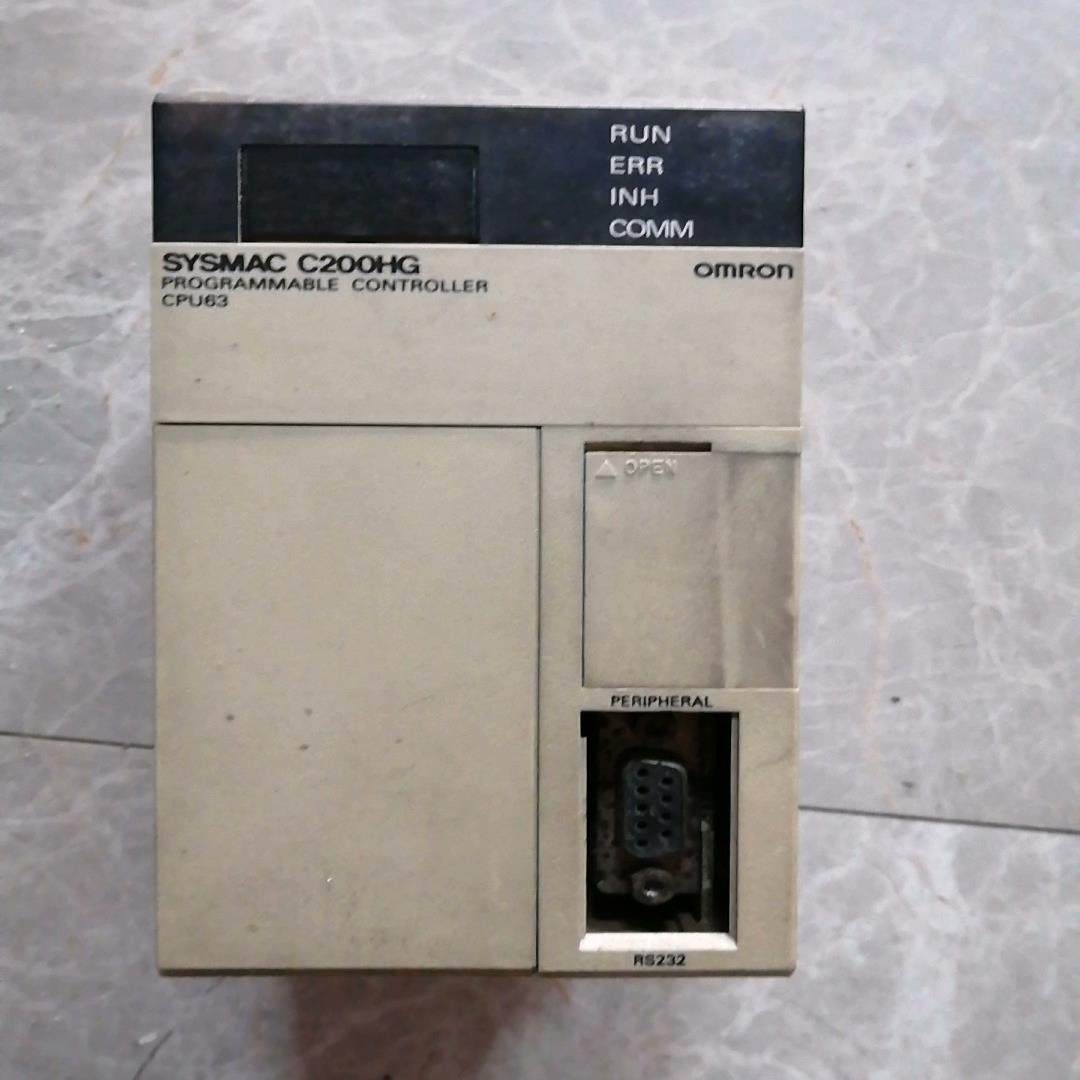 RUN
ERR
INH
COMM
SYSMAC C200HG
OMRON
PROGRAMMABLE CONTROLLER
CPU63
△ OPEN
PERIPHERAL
RS232